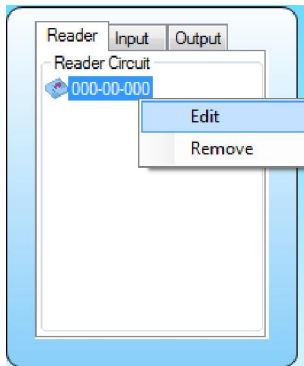 Reader Input Output
Reader Circuit
000-00-000
Edit
Remove